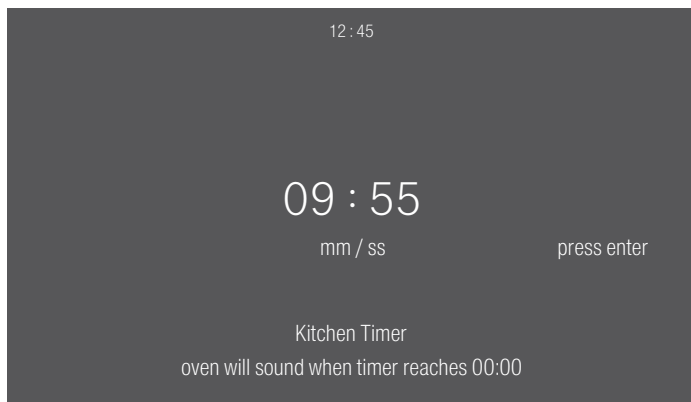 12 : 45
09 : 55
mm / ss
press enter
Kitchen Timer
oven will sound when timer reaches 00:00